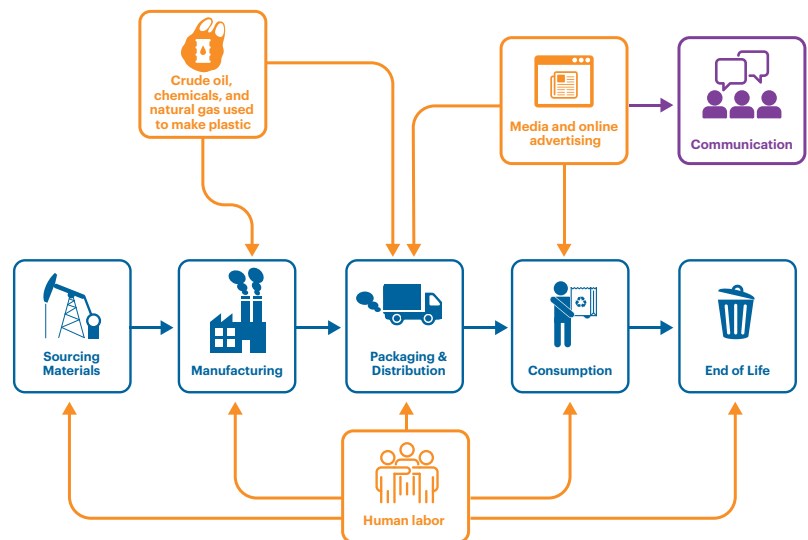 Crude oil,
chemicals, and
natural gas used
to make plastic
Media and online
advertising
Communication
Sourcing
Materials
Manufacturing
Packaging &
Distribution
Consumption
End of Life
Human labor